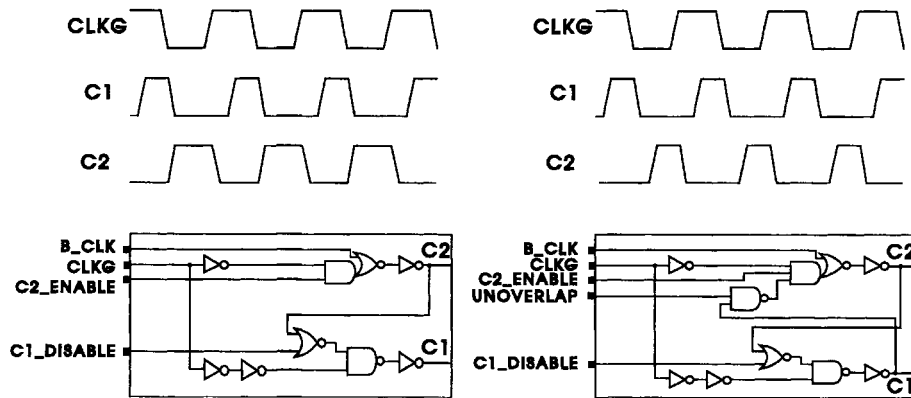 CLKG
C1
C2
B_CLK
CLKG
C2_ENABLE
C1_DISABLE
C2
C1
CLKG
C1
C2
B_CLK
CLKG
C2_ENABLE
UNOVERLAP
C1_DISABLE
C2
C1